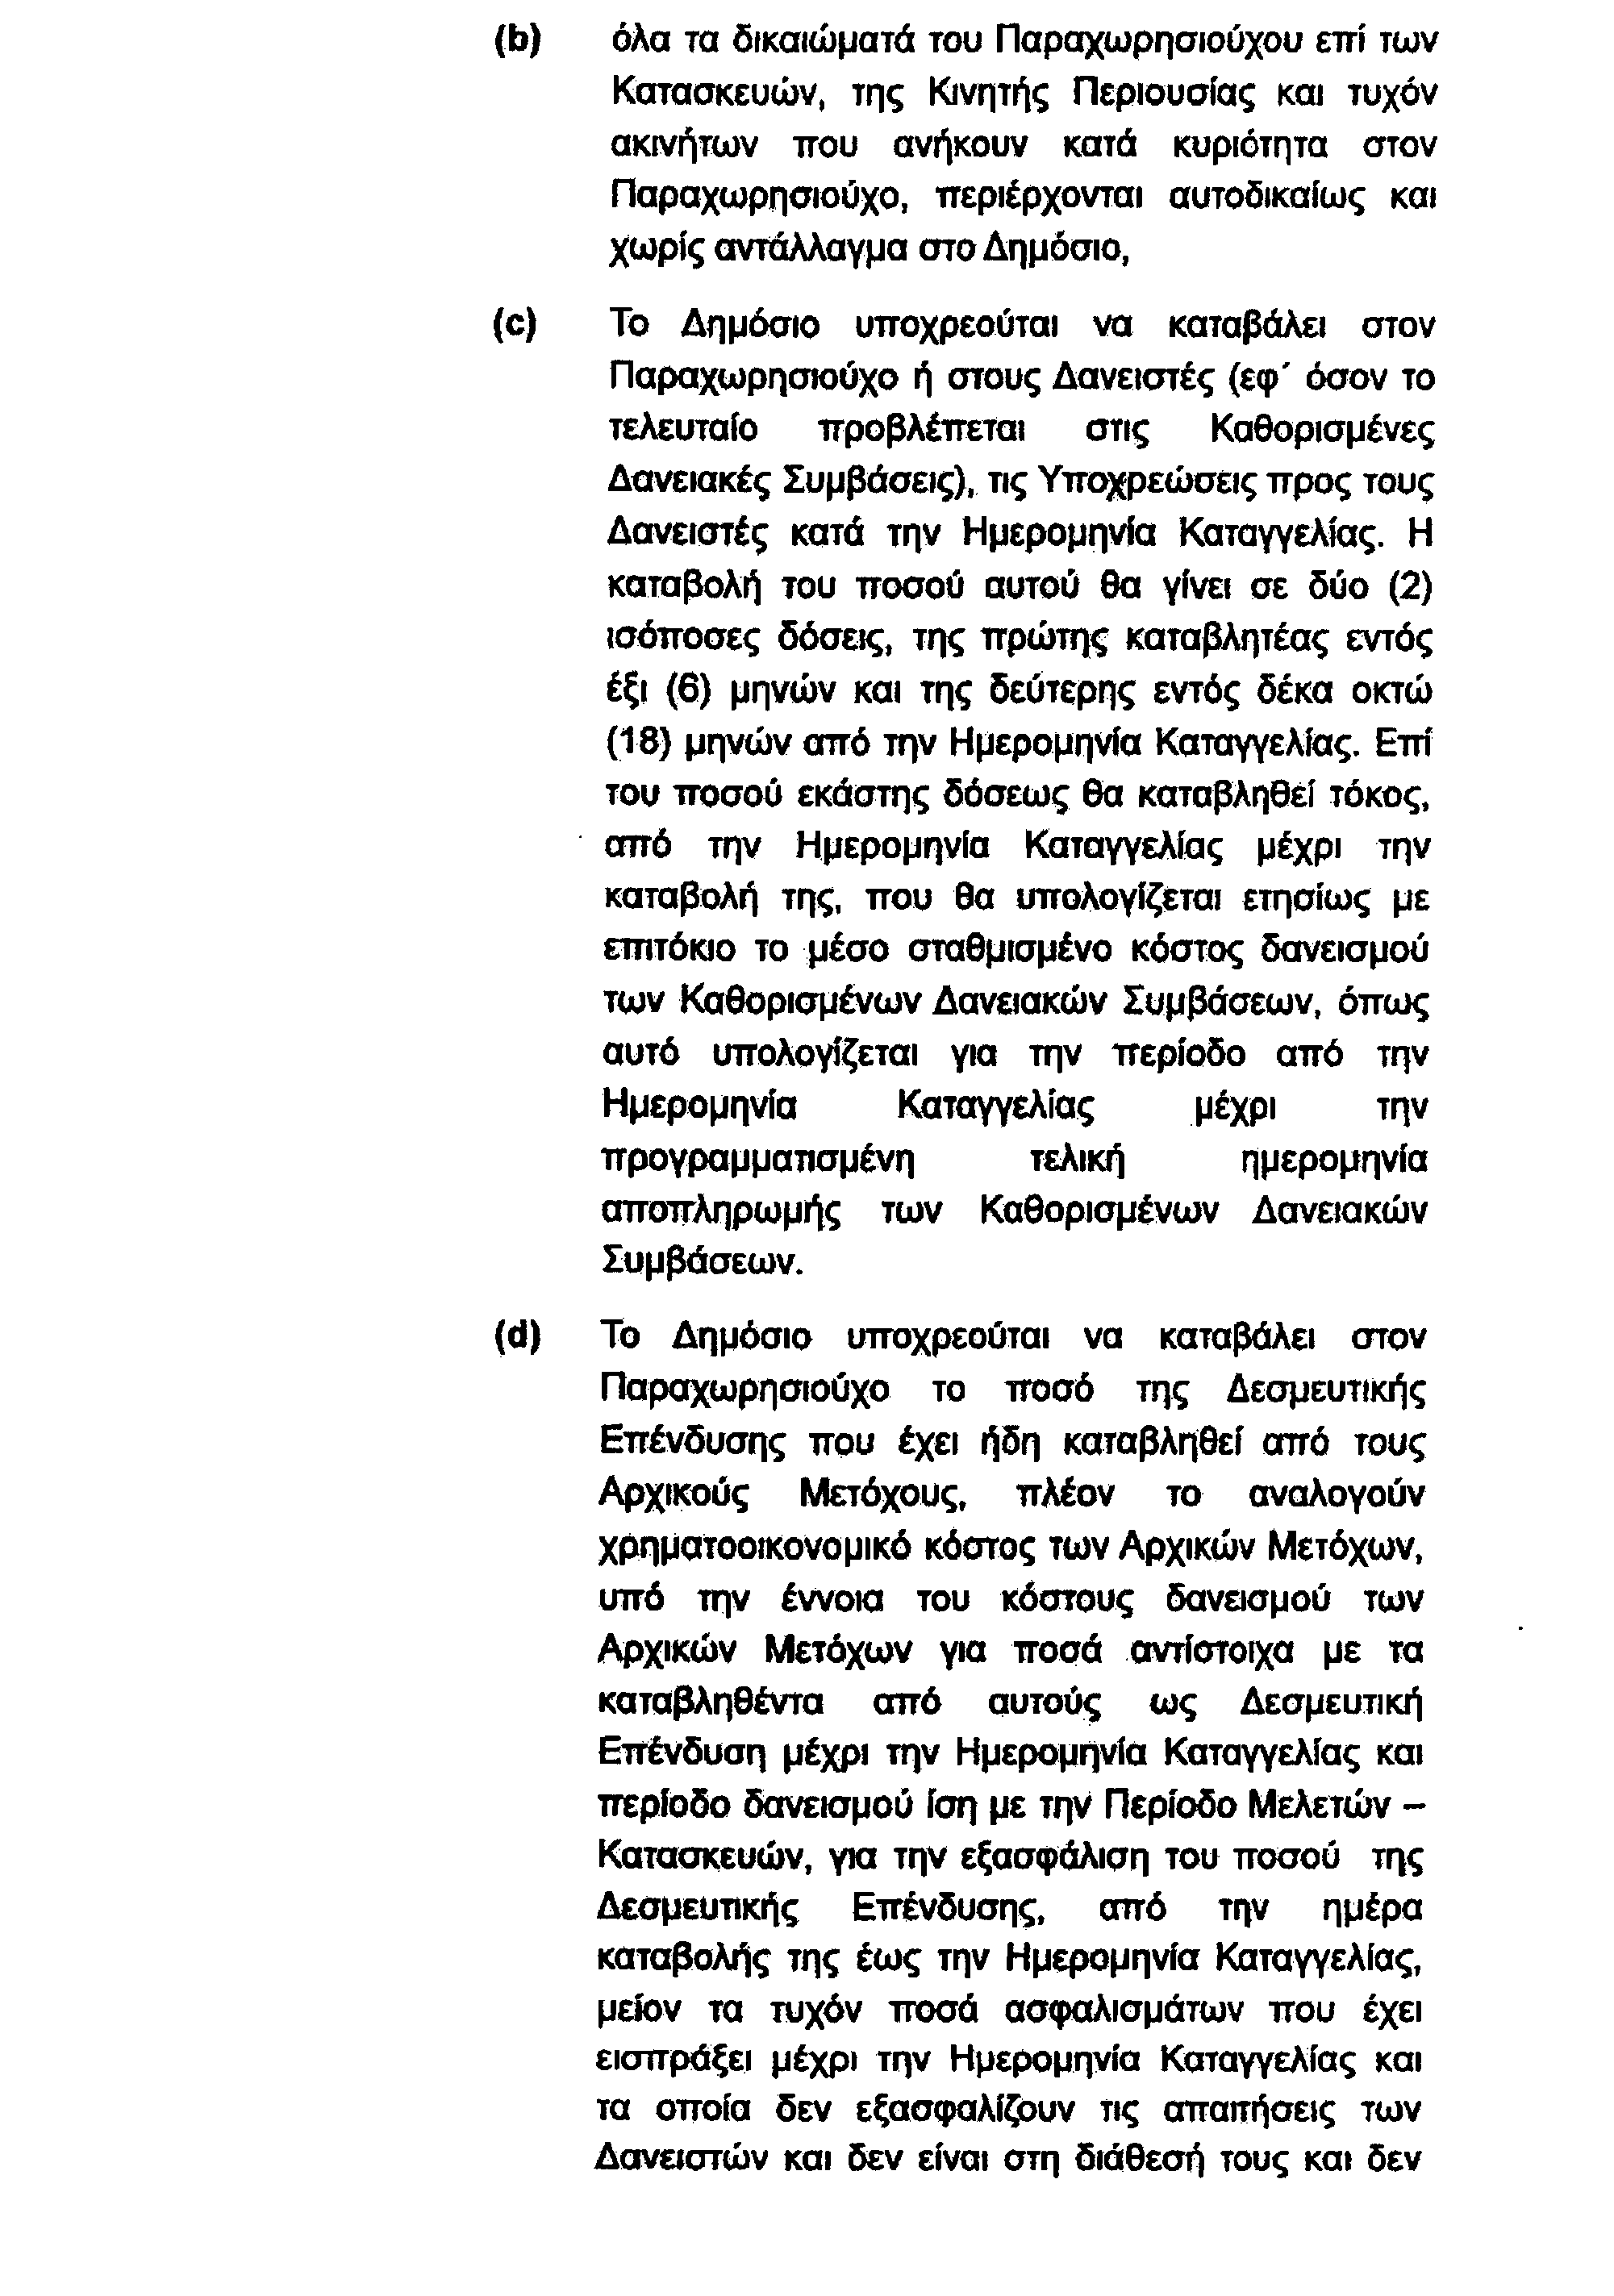 (b) όλα τα δικαιώματά του Παραχωρησιούχου επί των
Κατασκευών, της Κινητής Περιουσίας και τυχόν
ακινήτων που ανήκουν κατά κυριότητα στον
Παραχωρησιούχο, περιέρχονται αυτοδικαίως και
χωρίς αντάλλαγμα στο Δημόσιο,
(c) Το Δημόσιο υποχρεούται να καταβάλει στον
Παραχωρησιούχο ή στους Δανειστές (εφ΄ όσον το
τελευταίο προβλέπεται στις Καθορισμένες
Δανειακές Συμβάσεις), τις Υποχρεώσεις προς τους
Δανειστές κατά την Ημερομηνία Καταγγελίας. Η
καταβολή του ποσού αυτού θα γίνει σε δύο (2)
ισόποσες δόσεις, της πρώτης καταβλητέας εντός
έξι (6) μηνών και της δεύτερης εντός δέκα οκτώ
(18) μηνών από την Ημερομηνία Καταγγελίας. Επί
του ποσού εκάστης δόσεως θα καταβληθεί τόκος,
από την Ημερομηνία Καταγγελίας μέχρι την
καταβολή της, που θα υπολογίζεται ετησίως με
επιτόκιο το μέσο σταθμισμένο κόστος δανεισμού
των Καθορισμένων Δανειακών Συμβάσεων, όπως
αυτό υπολογίζεται για την περίοδο από την
Ημερομηνία Καταγγελίας μέχρι την
προγραμματισμένη τελική ημερομηνία
αποπληρωμής των Καθορισμένων Δανειακών
Συμβάσεων.
(d) Το Δημόσιο υποχρεούται να καταβάλει στον
Παραχωρησιούχο το ποσό της Δεσμευτικής
Επένδυσης που έχει ήδη καταβληθεί από τους
Αρχικούς Μετόχους, πλέον το αναλογούν
χρηματοοικονομικό κόστος των Αρχικών Μετόχων,
υπό την έννοια του κόστους δανεισμού των
Αρχικών Μετόχων για ποσά αντίστοιχα με τα
καταβληθέντα από αυτούς ως Δεσμευτική
Επένδυση μέχρι την Ημερομηνία Καταγγελίας και
περίοδο δανεισμού ίση με την Περίοδο Μελετών –
Κατασκευών, για την εξασφάλιση του ποσού της
Δεσμευτικής Επένδυσης, από την ημέρα
καταβολής της έως την Ημερομηνία Καταγγελίας,
μείον τα τυχόν ποσά ασφαλισμάτων που έχει
εισπράξει μέχρι την Ημερομηνία Καταγγελίας και
τα οποία δεν εξασφαλίζουν τις απαιτήσεις των
Δανειστών και δεν είναι στη διάθεσή τους και δεν